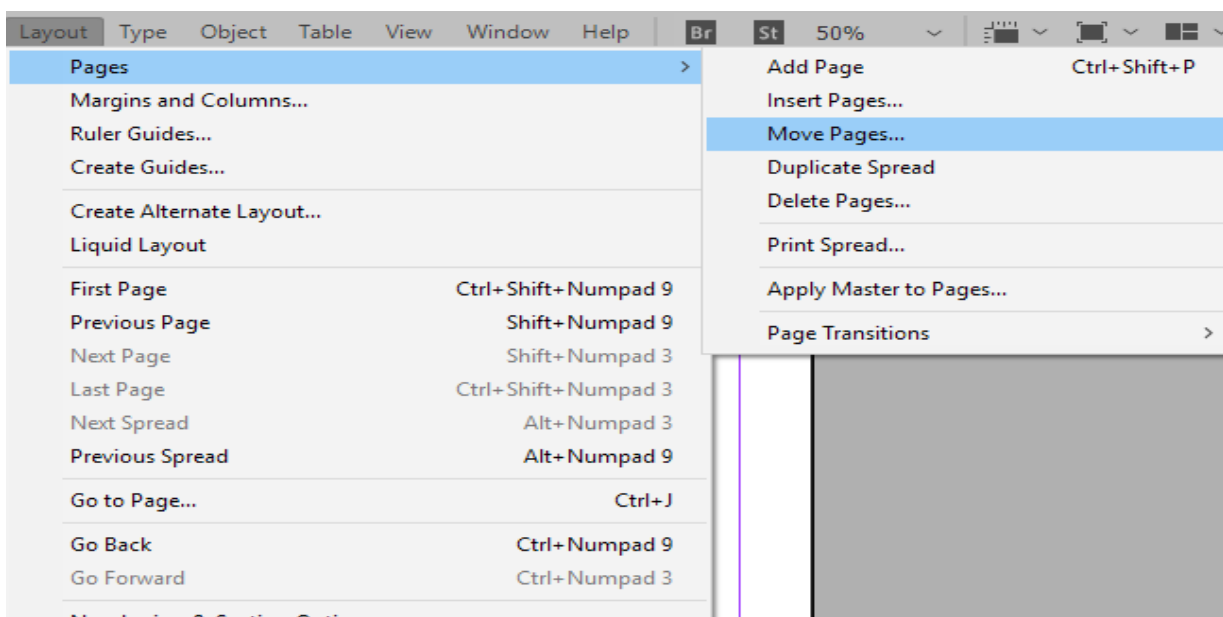 Layout Type Object Table View Window Help Br St 50%
Pages >
Margins and Columns...
Ruler Guides...
Create Guides...
Create Alternate Layout...
Liquid Layout
First Page Ctrl+Shift+Numpad 9
Previous Page Shift+Numpad 9
Next Page Shift+Numpad 3
Last Page Ctrl+Shift+Numpad 3
Next Spread Alt+Numpad 3
Previous Spread Alt+Numpad 9
Go to Page... Ctrl+J
Go Back Ctrl+Numpad 9
Go Forward Ctrl+Numpad 3
Add Page Ctrl+Shift+P
Insert Pages...
Move Pages...
Duplicate Spread
Delete Pages...
Print Spread...
Apply Master to Pages...
Page Transitions >